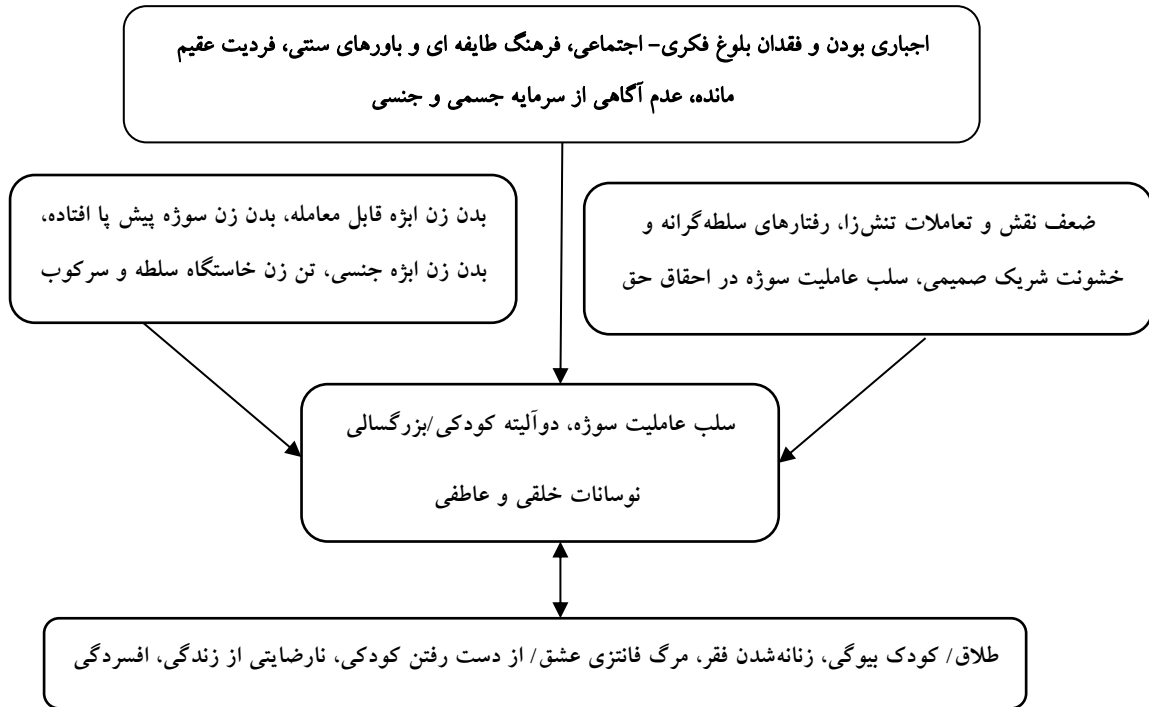 اجباری بودن و فقدان بلوغ فکری- اجتماعی، فرهنگ طایفه ای و باورهای سنتی، فردیت عقیم
مانده، عدم آگاهی از سرمایه جسمی و جنسی
ضعف نقش و تعاملات تنش‌زا، رفتارهای سلطه‌گرانه و
خشونت شریک صمیمی، سلب عاملیت سوژه در احقاق حق
بدن زن ابژه قابل معامله، بدن زن سوژه پیش پا افتاده،
بدن زن ابژه جنسی، تن زن خاستگاه سلطه و سرکوب
سلب عاملیت سوژه، دوآلیته کودکی/بزرگسالی
نوسانات خلقی و عاطفی
طلاق/ کودک بیوگی، زنانه‌شدن فقر، مرگ فانتزی عشق/ از دست رفتن کودکی، نارضایتی از زندگی، افسردگی